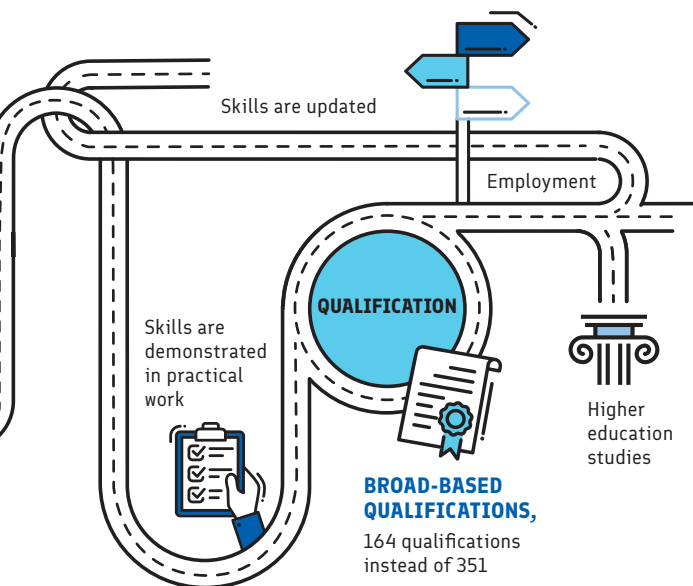 Skills are updated
Employment
QUALIFICATION
Skills are
demonstrated
in practical
work
Higher
education
studies
BROAD-BASED
QUALIFICATIONS,
164 qualifications
instead of 351